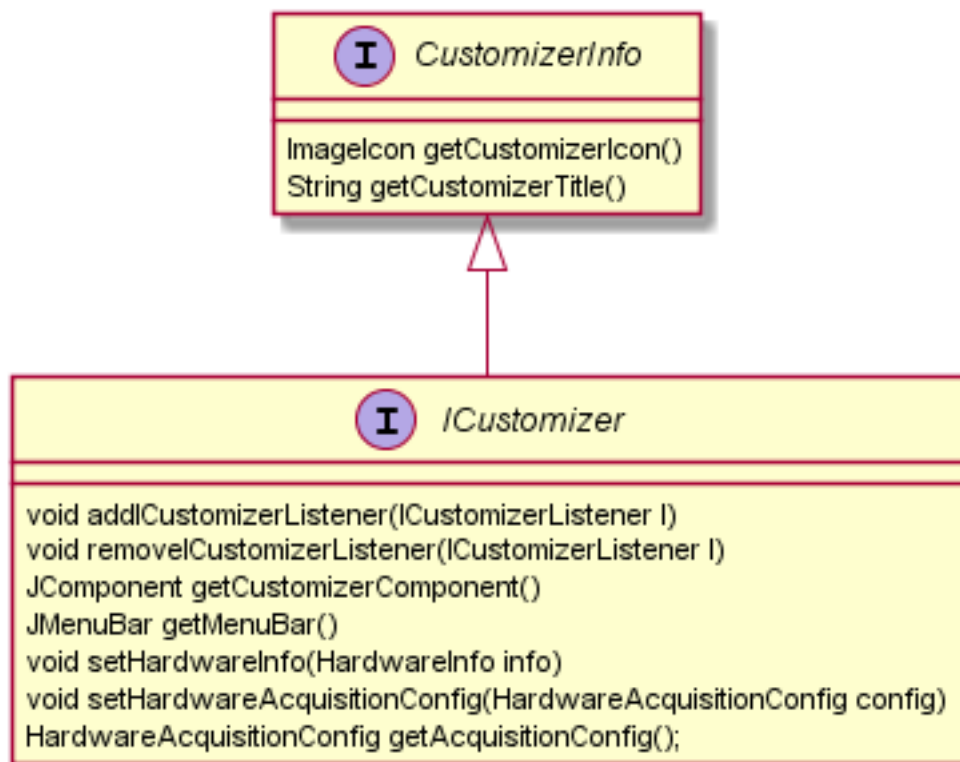 I CustomizerInfo
ImageIcon getCustomizerIcon()
String getCustomizerTitle()
I ICustomizer
void addICustomizerListener(ICustomizerListener l)
void removeICustomizerListener(ICustomizerListener l)
JComponent getCustomizerComponent()
JMenuBar getMenuBar()
void setHardwareInfo(HardwareInfo info)
void setHardwareAcquisitionConfig(HardwareAcquisitionConfig config)
HardwareAcquisitionConfig getAcquisitionConfig();